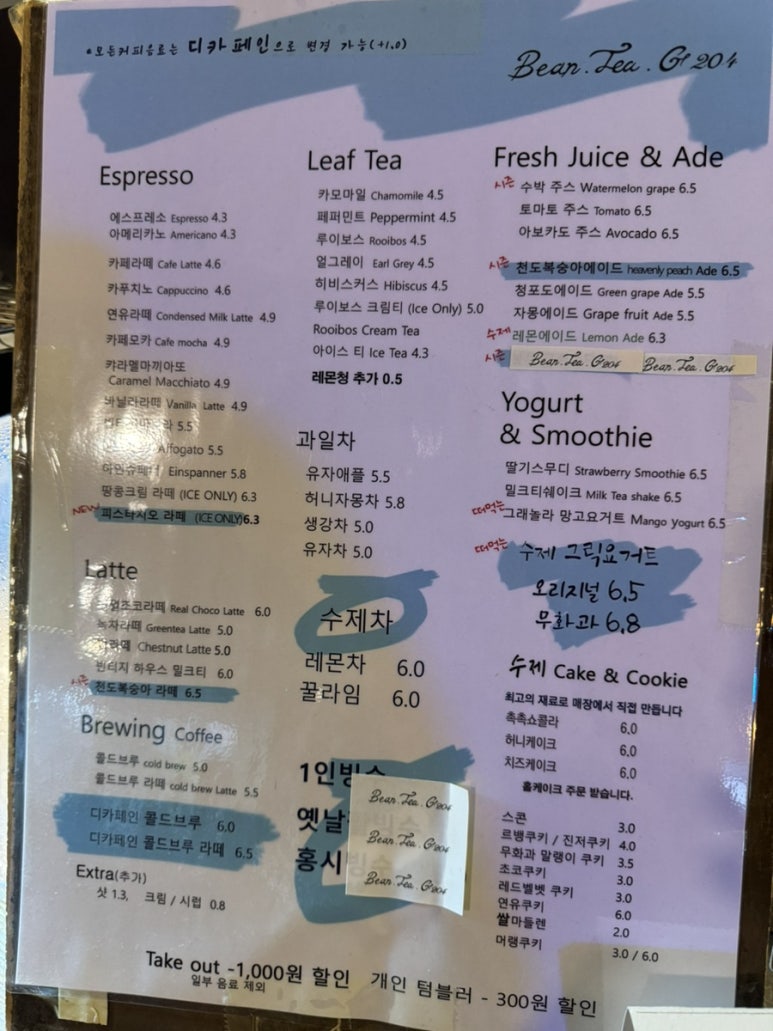 *모든커피음료는 디카페인으로 변경 가능(+1.0)
Bean.Tea.G204
Espresso
에스프레소 Espresso 4.3
아메리카노 Americano 4.3
카페라떼 Cafe Latte 4.6
카푸치노 Cappuccino 4.6
연유라떼 Condensed Milk Latte 4.9
카페모카 Cafe mocha 4.9
캬라멜마끼아또
Caramel Macchiato 4.9
바닐라라떼 Vanilla Latte 4.9
5.5
Affogato 5.5
Einspanner 5.8
땅콩크림 라떼 (ICE ONLY) 6.3
NEW 피스타치오 라떼 (ICE ONLY) 6.3
Latte
Real Choco Latte 6.0
녹차라떼 Greentea Latte 5.0
Chestnut Latte 5.0
빈티지 하우스 밀크티 6.0
시즌 천도복숭아 라떼 6.5
Brewing Coffee
콜드브루 cold brew 5.0
콜드브루 라떼 cold brew Latte 5.5
디카페인 콜드브루 6.0
디카페인 콜드브루 라떼 6.5
Extra(추가)
샷 1.3, 크림 / 시럽 0.8
Leaf Tea
카모마일 Chamomile 4.5
페퍼민트 Peppermint 4.5
루이보스 Rooibos 4.5
얼그레이 Earl Grey 4.5
히비스커스 Hibiscus 4.5
루이보스 크림티 (Ice Only) 5.0
Rooibos Cream Tea
아이스 티 Ice Tea 4.3
레몬청 추가 0.5
과일차
유자애플 5.5
허니자몽차 5.8
생강차 5.0
유자차 5.0
수제차
레몬차 6.0
꿀라임 6.0
1인빙수
옛날
홍시빙수
Bean.Tea.G204
Bean.Tea.G204
Bean.Tea.G204
Fresh Juice & Ade
시즌 수박 주스 Watermelon grape 6.5
토마토 주스 Tomato 6.5
아보카도 주스 Avocado 6.5
시즌 천도복숭아에이드 heavenly peach Ade 6.5
청포도에이드 Green grape Ade 5.5
자몽에이드 Grape fruit Ade 5.5
수제 레몬에이드 Lemon Ade 6.3
시즌 Bean.Tea.G204 Bean.Tea.G204
Yogurt
& Smoothie
딸기스무디 Strawberry Smoothie 6.5
밀크티쉐이크 Milk Tea shake 6.5
떠먹는 그래놀라 망고요거트 Mango yogurt 6.5
떠먹는 수제 그릭요거트
오리지널 6.5
무화과 6.8
수제 Cake & Cookie
최고의 재료로 매장에서 직접 만듭니다
촉촉쇼콜라 6,0
허니케이크 6,0
치즈케이크 6,0
홀케이크 주문 받습니다.
스콘 3.0
르뱅쿠키 / 진저쿠키 4.0
무화과 말랭이 쿠키 3.5
초코쿠키 3.0
레드벨벳 쿠키 3.0
연유쿠키 6.0
쌀마들렌 2.0
머랭쿠키 3.0 / 6.0
Take out -1,000원 할인 개인 텀블러 - 300원 할인
일부 음료 제외